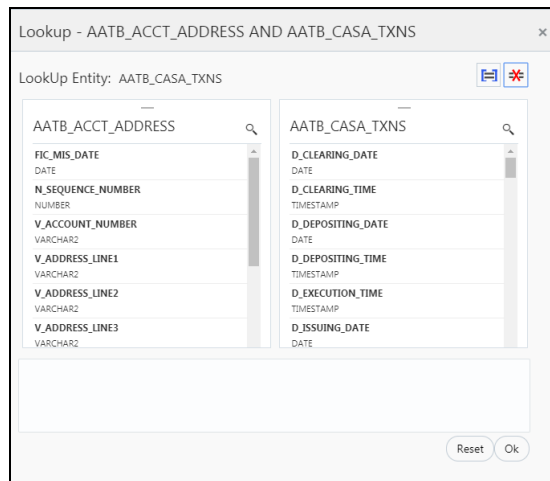 Lookup - AATB_ACCT_ADDRESS AND AATB_CASA_TXNS ×
LookUp Entity: AATB_CASA_TXNS
AATB_ACCT_ADDRESS
FIC_MIS_DATE
DATE
N_SEQUENCE_NUMBER
NUMBER
V_ACCOUNT_NUMBER
VARCHAR2
V_ADDRESS_LINE1
VARCHAR2
V_ADDRESS_LINE2
VARCHAR2
V_ADDRESS_LINE3
VARCHAR2
AATB_CASA_TXNS
D_CLEARING_DATE
DATE
D_CLEARING_TIME
TIMESTAMP
D_DEPOSITING_DATE
DATE
D_DEPOSITING_TIME
TIMESTAMP
D_EXECUTION_TIME
TIMESTAMP
D_ISSUING_DATE
DATE
Reset Ok